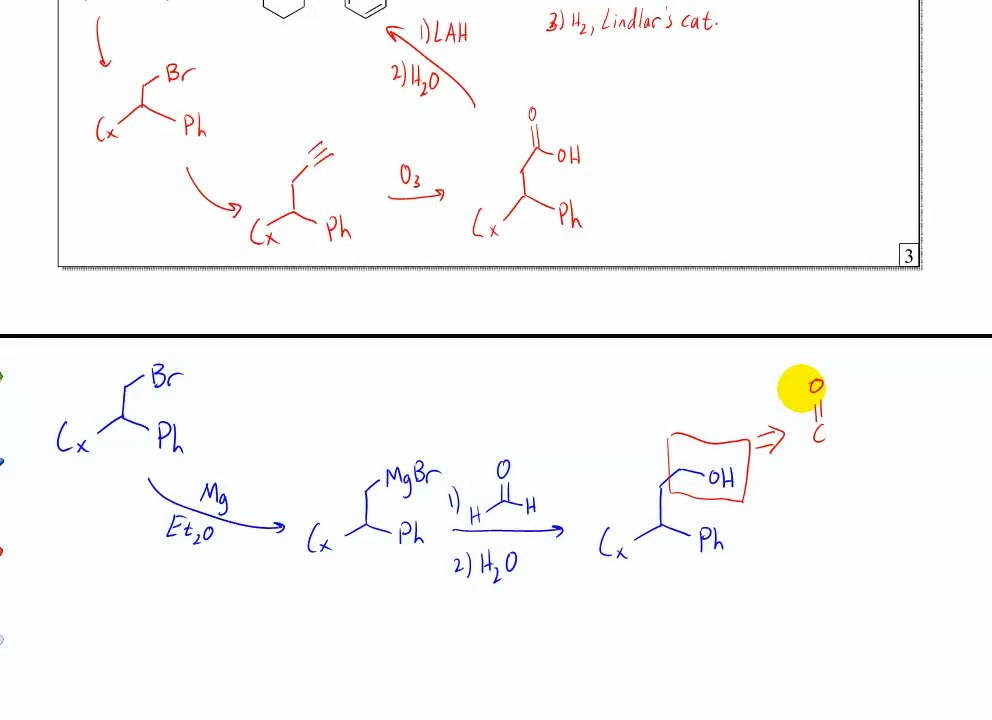 1) LAH
3) H2, Lindlar's cat.
2) H2O
Br
Cx
Ph
O
OH
O3
Cx
Ph
Cx
Ph
3
Br
Cx
Ph
Mg
Et2O
MgBr
Cx
Ph
1)
O
H
H
2) H2O
OH
Cx
Ph
O
C